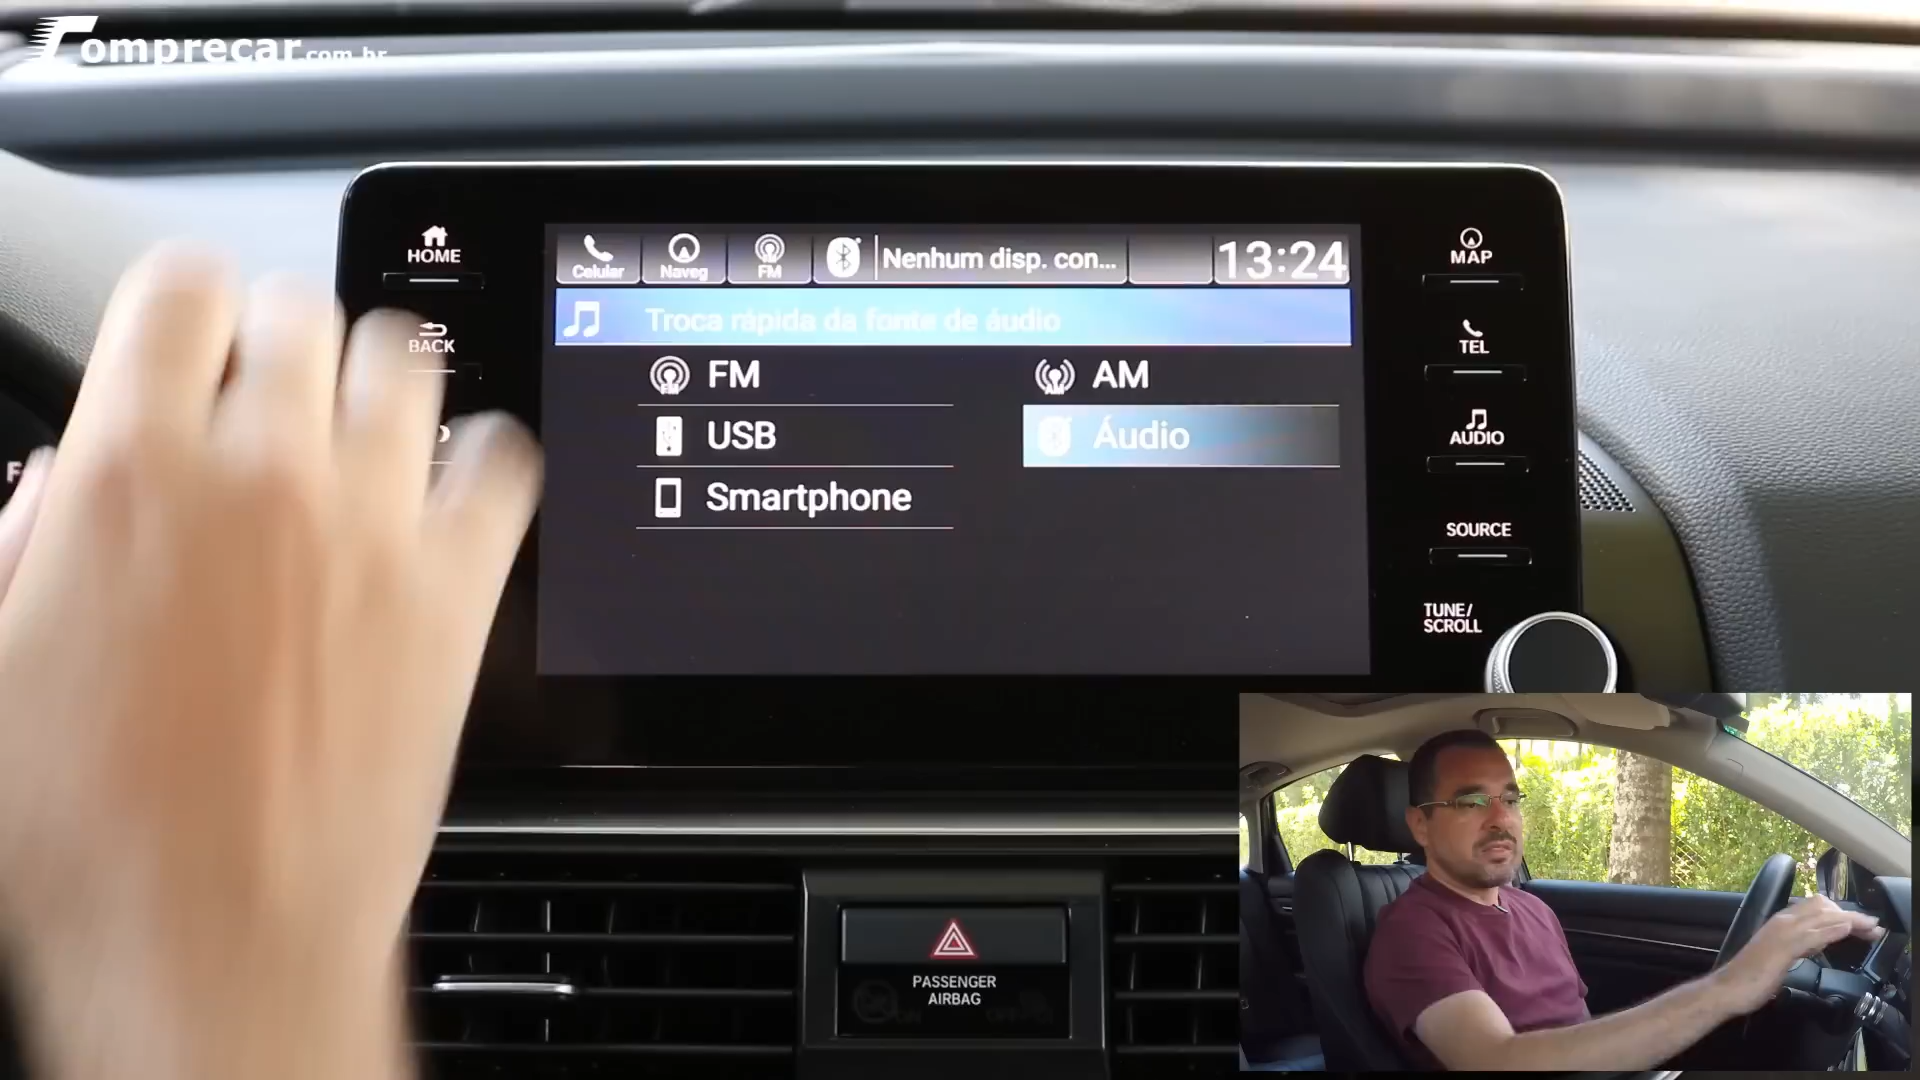 Comprecar.com.br
HOME
BACK
Celular
Naveg
FM
Nenhum disp. con...
13:24
Troca rápida da fonte de áudio
FM
AM
USB
Áudio
Smartphone
MAP
TEL
AUDIO
SOURCE
TUNE/
SCROLL
PASSENGER
AIRBAG